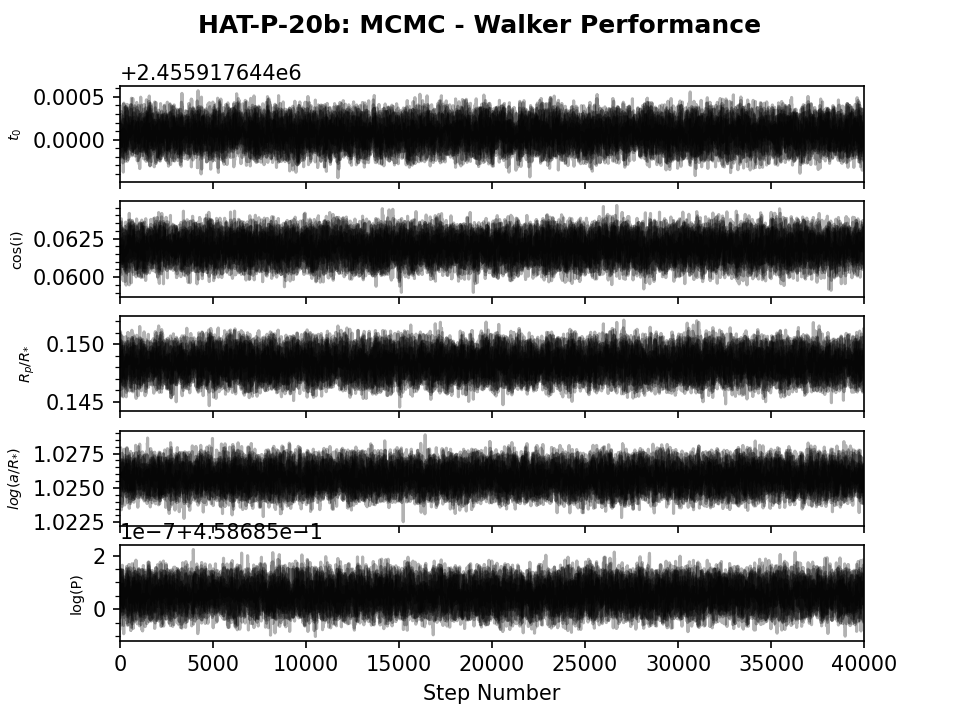 HAT-P-20b: MCMC - Walker Performance
+2.455917644e6
0.0005
0.0000
t₀
0.0625
0.0600
cos(i)
0.150
0.145
Rₚ/R*
1.0275
1.0250
1.0225
log(a/R*)
1e−7+4.58685e−1
2
0
log(P)
0 5000 10000 15000 20000 25000 30000 35000 40000
Step Number